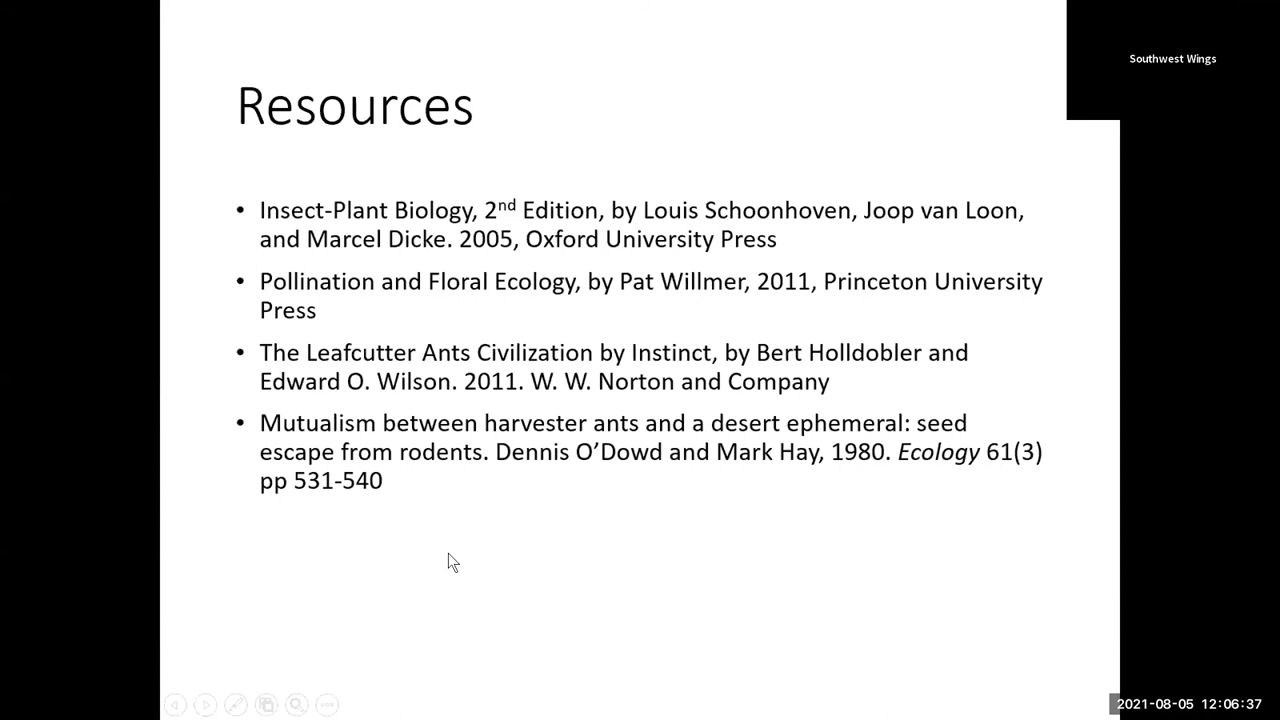 Southwest Wings
Resources
• Insect-Plant Biology, 2nd Edition, by Louis Schoonhoven, Joop van Loon,
and Marcel Dicke. 2005, Oxford University Press
• Pollination and Floral Ecology, by Pat Willmer, 2011, Princeton University
Press
• The Leafcutter Ants Civilization by Instinct, by Bert Holldobler and
Edward O. Wilson. 2011. W. W. Norton and Company
• Mutualism between harvester ants and a desert ephemeral: seed
escape from rodents. Dennis O’Dowd and Mark Hay, 1980. Ecology 61(3)
pp 531-540
2021-08-05 12:06:37